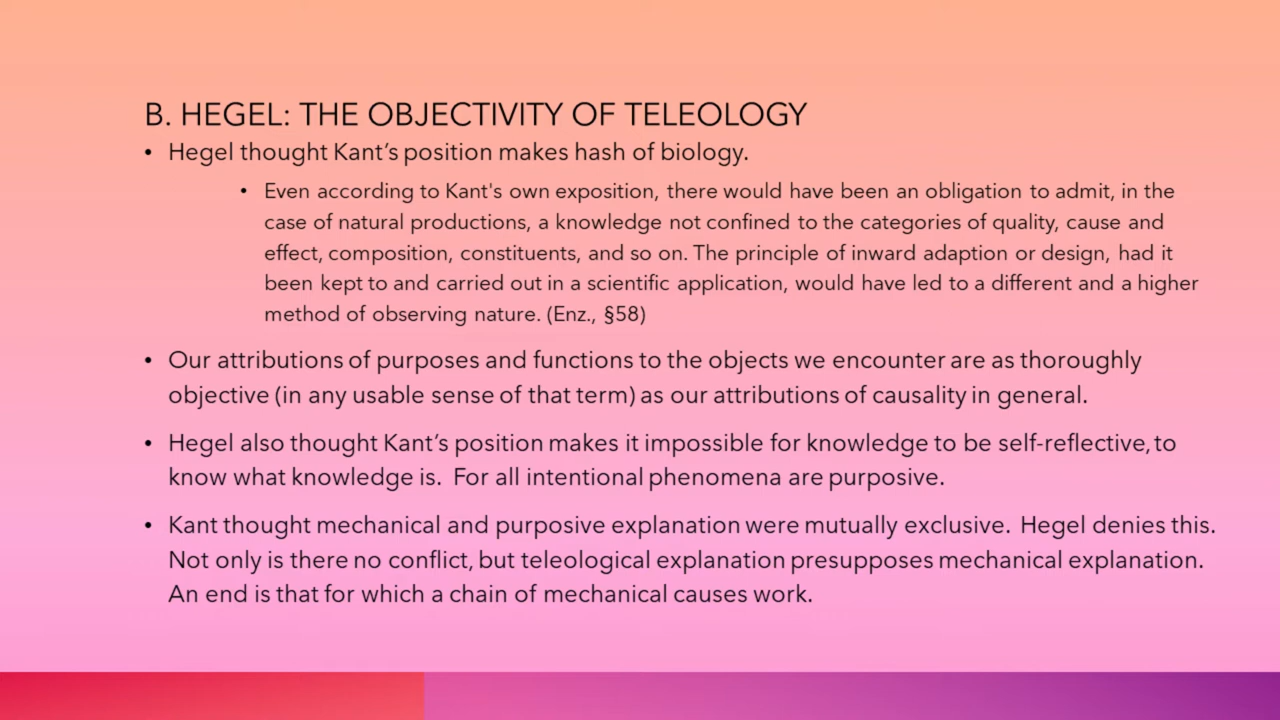 B. HEGEL: THE OBJECTIVITY OF TELEOLOGY
• Hegel thought Kant’s position makes hash of biology.
• Even according to Kant's own exposition, there would have been an obligation to admit, in the
case of natural productions, a knowledge not confined to the categories of quality, cause and
effect, composition, constituents, and so on. The principle of inward adaption or design, had it
been kept to and carried out in a scientific application, would have led to a different and a higher
method of observing nature. (Enz., §58)
• Our attributions of purposes and functions to the objects we encounter are as thoroughly
objective (in any usable sense of that term) as our attributions of causality in general.
• Hegel also thought Kant’s position makes it impossible for knowledge to be self-reflective, to
know what knowledge is. For all intentional phenomena are purposive.
• Kant thought mechanical and purposive explanation were mutually exclusive. Hegel denies this.
Not only is there no conflict, but teleological explanation presupposes mechanical explanation.
An end is that for which a chain of mechanical causes work.